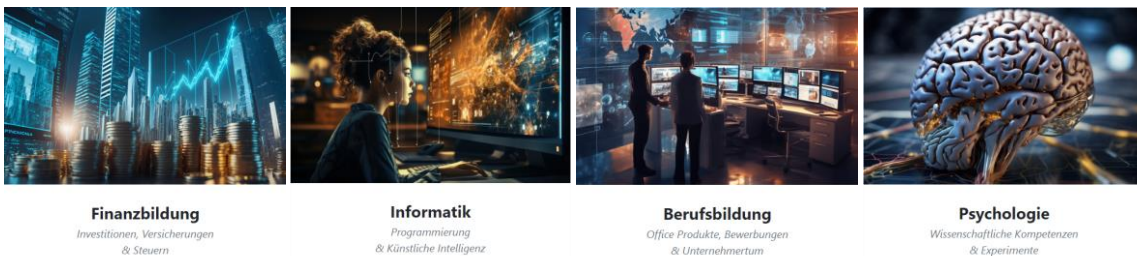 Finanzbildung
Investitionen, Versicherungen
& Steuern
Informatik
Programmierung
& Künstliche Intelligenz
Berufsbildung
Office Produkte, Bewerbungen
& Unternehmertum
Psychologie
Wissenschaftliche Kompetenzen
& Experimente